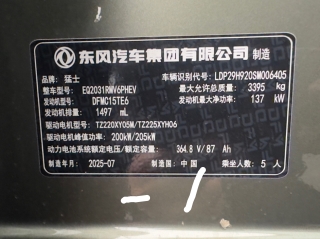 东风汽车集团有限公司 制造
品牌：猛士 车辆识别代号：LDP29H920SM006405
整车型号：EQ2031RMV6PHEV 最大允许总质量：3395 kg
发动机型号：DFMC15TE6 发动机最大净功率：137 kW
发动机排量：1497 mL
驱动电机型号：TZ220XY05M/TZ225XYH06
驱动电机峰值功率：200kW/205kW
动力电池系统额定电压/额定容量：364.8 V/87 Ah
制造年月：2025-07 制造国：中国 乘坐人数：5 人